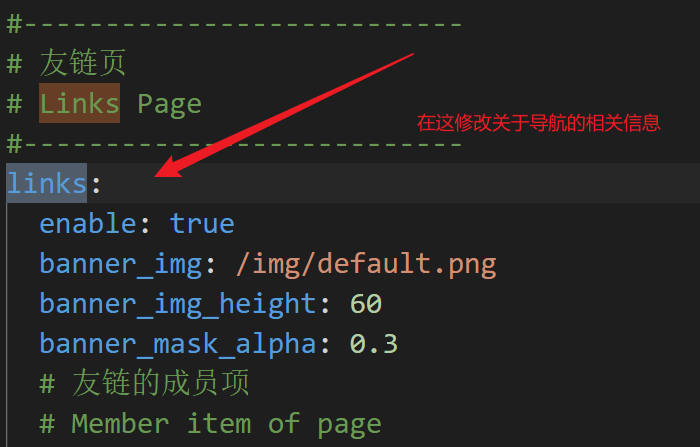 #---------------------------
# 友链页
# Links Page
在这修改关于导航的相关信息
#---------------------------
links:
  enable: true
  banner_img: /img/default.png
  banner_img_height: 60
  banner_mask_alpha: 0.3
  # 友链的成员项
  # Member item of page